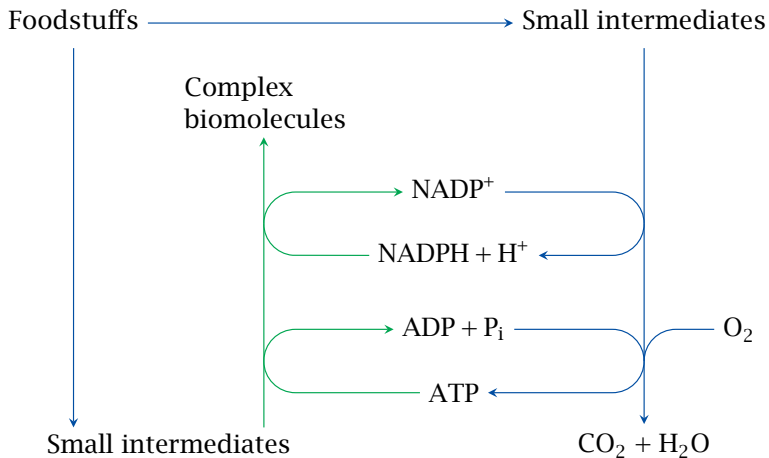 Foodstuffs
Small intermediates
Complex
biomolecules
NADP⁺
NADPH + H⁺
ADP + Pᵢ
O₂
ATP
Small intermediates
CO₂ + H₂O